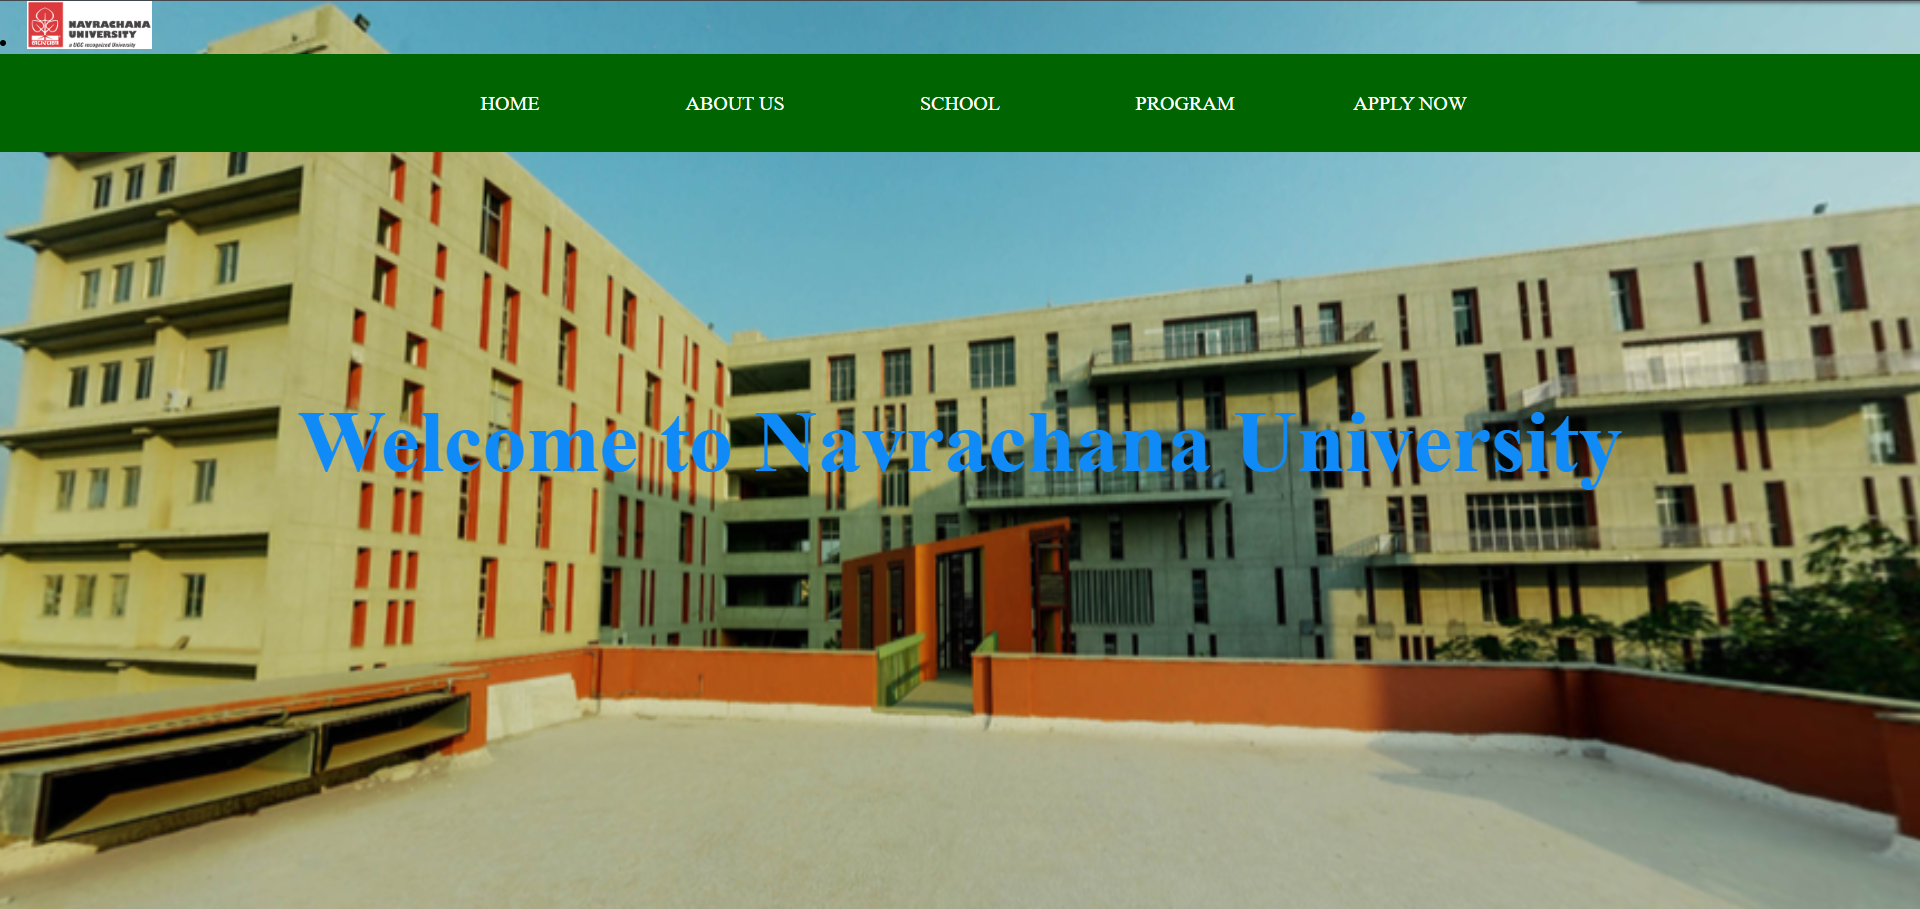 NAVRACHANA
UNIVERSITY
a UGC recognized University
HOME ABOUT US SCHOOL PROGRAM APPLY NOW
Welcome to Navrachana University